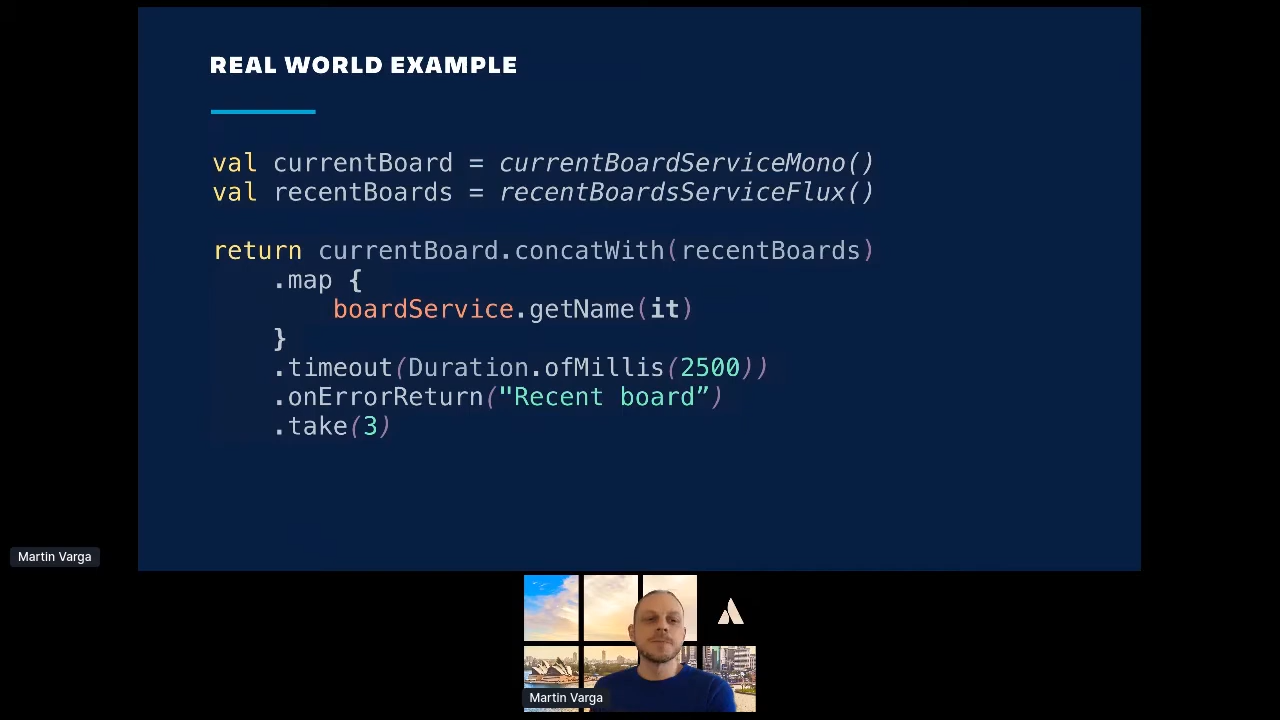 REAL WORLD EXAMPLE
val currentBoard = currentBoardServiceMono()
val recentBoards = recentBoardsServiceFlux()
return currentBoard.concatWith(recentBoards)
    .map {
        boardService.getName(it)
    }
    .timeout(Duration.ofMillis(2500))
    .onErrorReturn("Recent board”)
    .take(3)
Martin Varga
Martin Varga